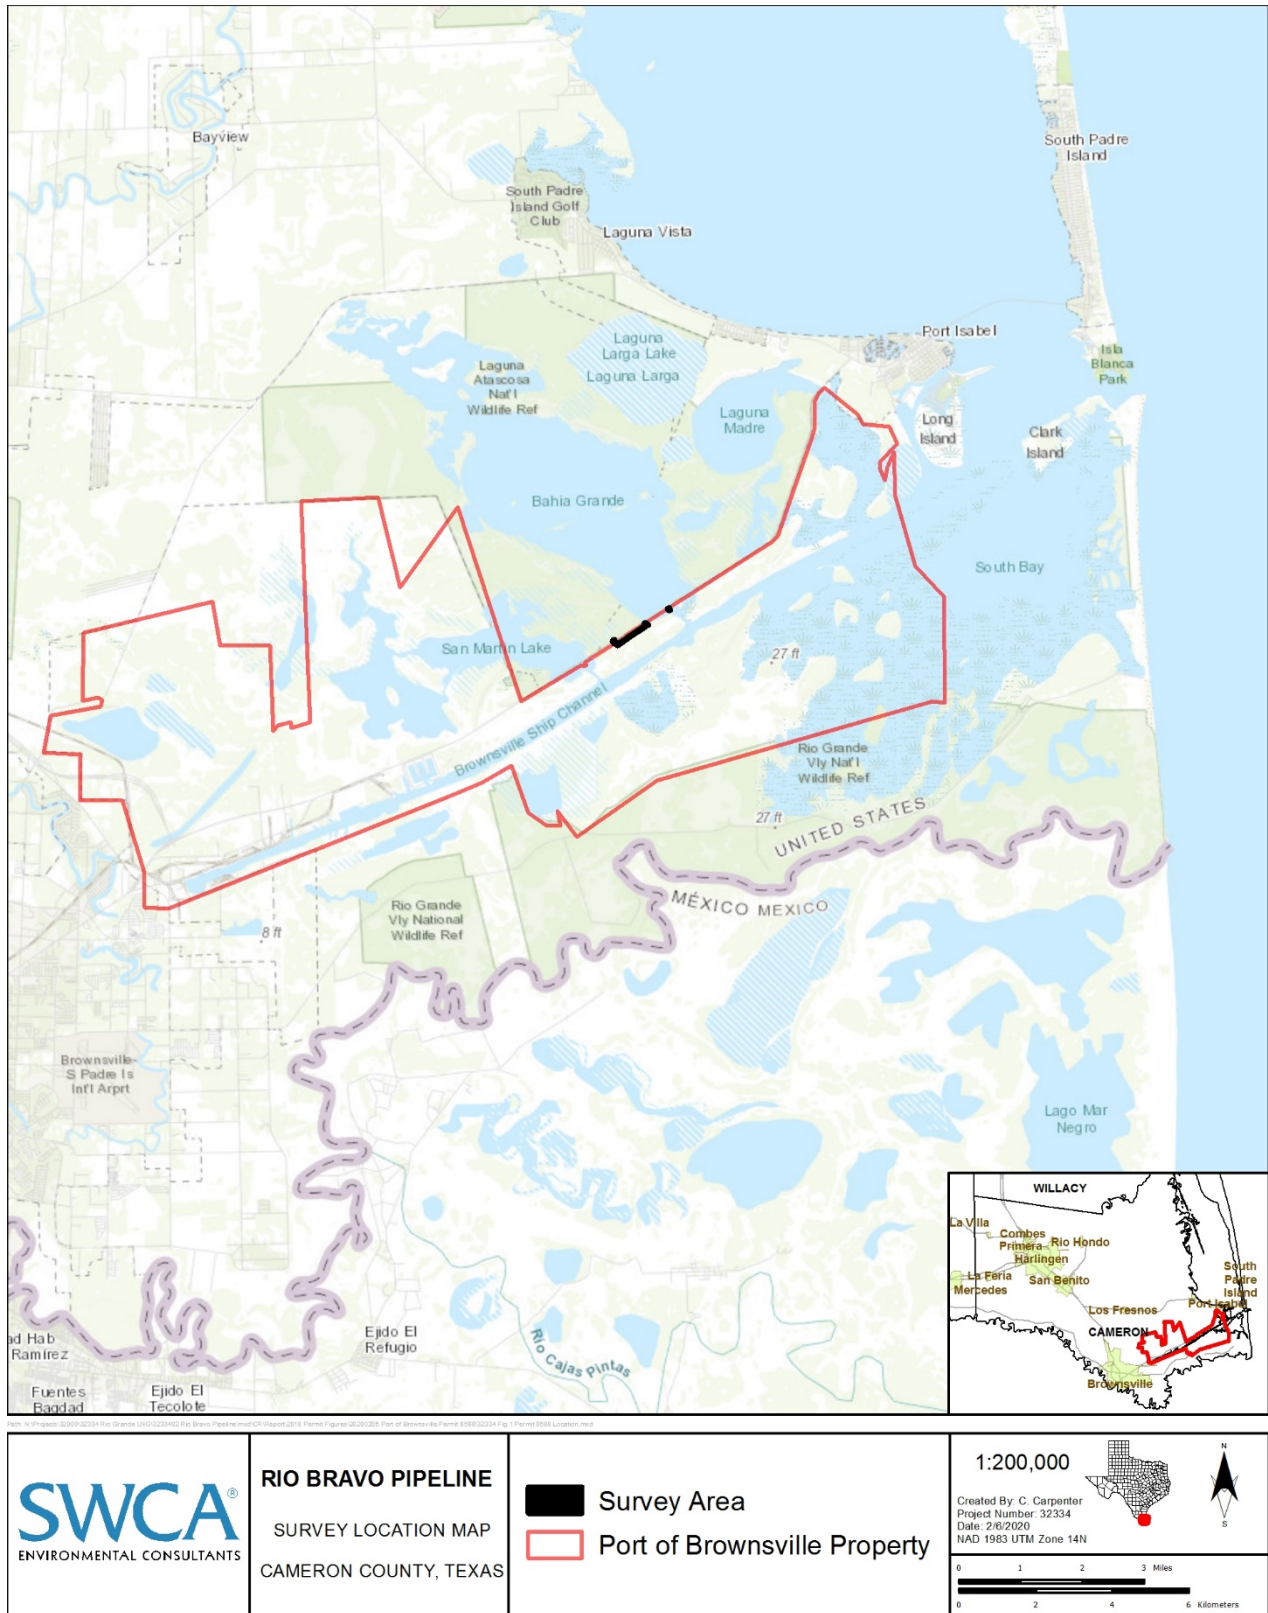 Bayview
South Padre
Island
South Padre
Island Golf
Club
Laguna Vista
Port Isabel
Laguna
Larga Lake
Laguna Larga
Isla
Blanca
Park
Laguna
Atascosa
Nat'l
Wildlife Ref
Laguna
Madre
Long
Island
Clark
Island
Bahia Grande
South Bay
San Martin Lake
27 ft
Brownsville Ship Channel
Rio Grande
Vly Nat'l
Wildlife Ref
27 ft
UNITED STATES
MÉXICO MEXICO
Rio Grande
Vly National
Wildlife Ref
8 ft
Brownsville-
S Padre Is
Int'l Arprt
Lago Mar
Negro
Río Cajas Pintas
Ejido El
Refugio
ad Hab
Ramírez
Fuentes
Bagdad
Ejido El
Tecolote
WILLACY
La Villa
Combes
Primera
Rio Hondo
Harlingen
La Feria
San Benito
Mercedes
South
Padre
Island
Port Isabel
Los Fresnos
CAMERON
Brownsville
SWCA®
ENVIRONMENTAL CONSULTANTS
RIO BRAVO PIPELINE
SURVEY LOCATION MAP
CAMERON COUNTY, TEXAS
Survey Area
Port of Brownsville Property
1:200,000
Created By: C. Carpenter
Project Number: 32334
Date: 2/6/2020
NAD 1983 UTM Zone 14N
N
S
0 1 2 3 Miles
0 2 4 6 Kilometers